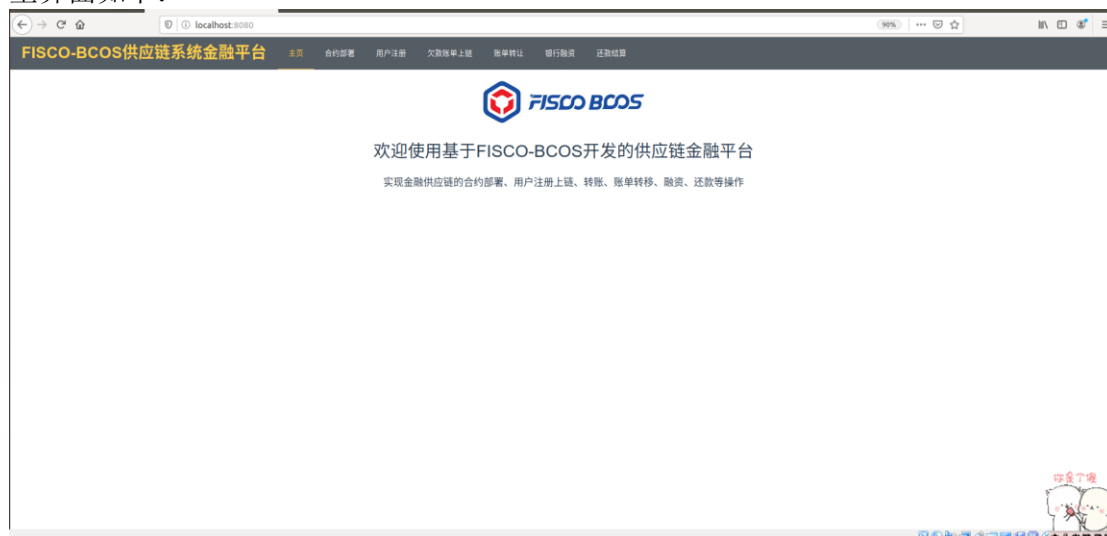 localhost:8080
90%
FISCO-BCOS供应链系统金融平台 主页 合约部署 用户注册 欠款账单上链 账单转让 银行融资 还款结算
FISCO BCOS
欢迎使用基于FISCO-BCOS开发的供应链金融平台
实现金融供应链的合约部署、用户注册上链、转账、账单转移、融资、还款等操作